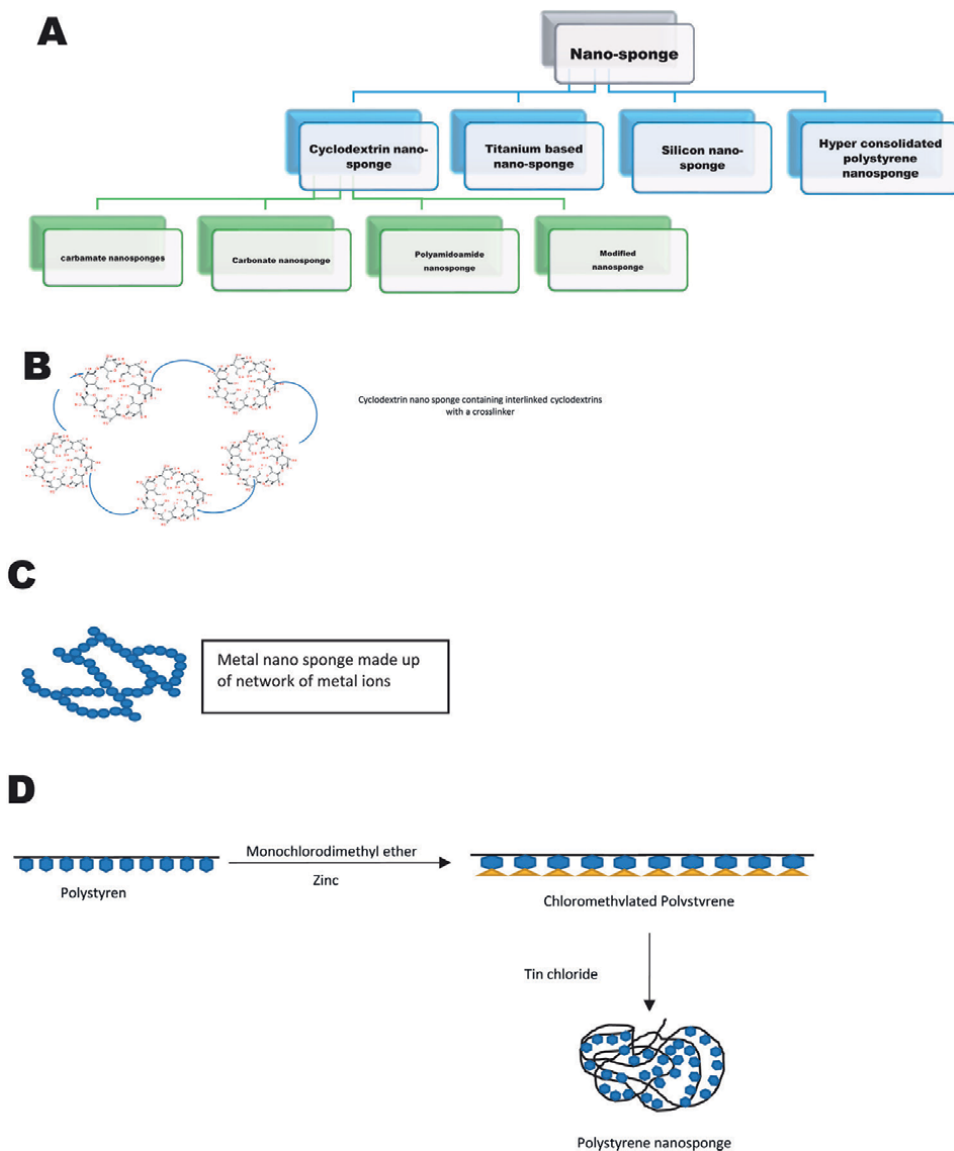 A
Nano-sponge
Cyclodextrin nano-
sponge
Titanium based
nano-sponge
Silicon nano-
sponge
Hyper consolidated
polystyrene
nanosponge
carbamate nanosponges
Carbonate nanosponge
Polyamidoamide
nanosponge
Modified
nanosponge
B
Cyclodextrin nano sponge containing interlinked cyclodextrins
with a crosslinker
C
Metal nano sponge made up
of network of metal ions
D
Monochlorodimethyl ether
Zinc
Polystyren
Chloromethylated Polystyrene
Tin chloride
Polystyrene nanosponge